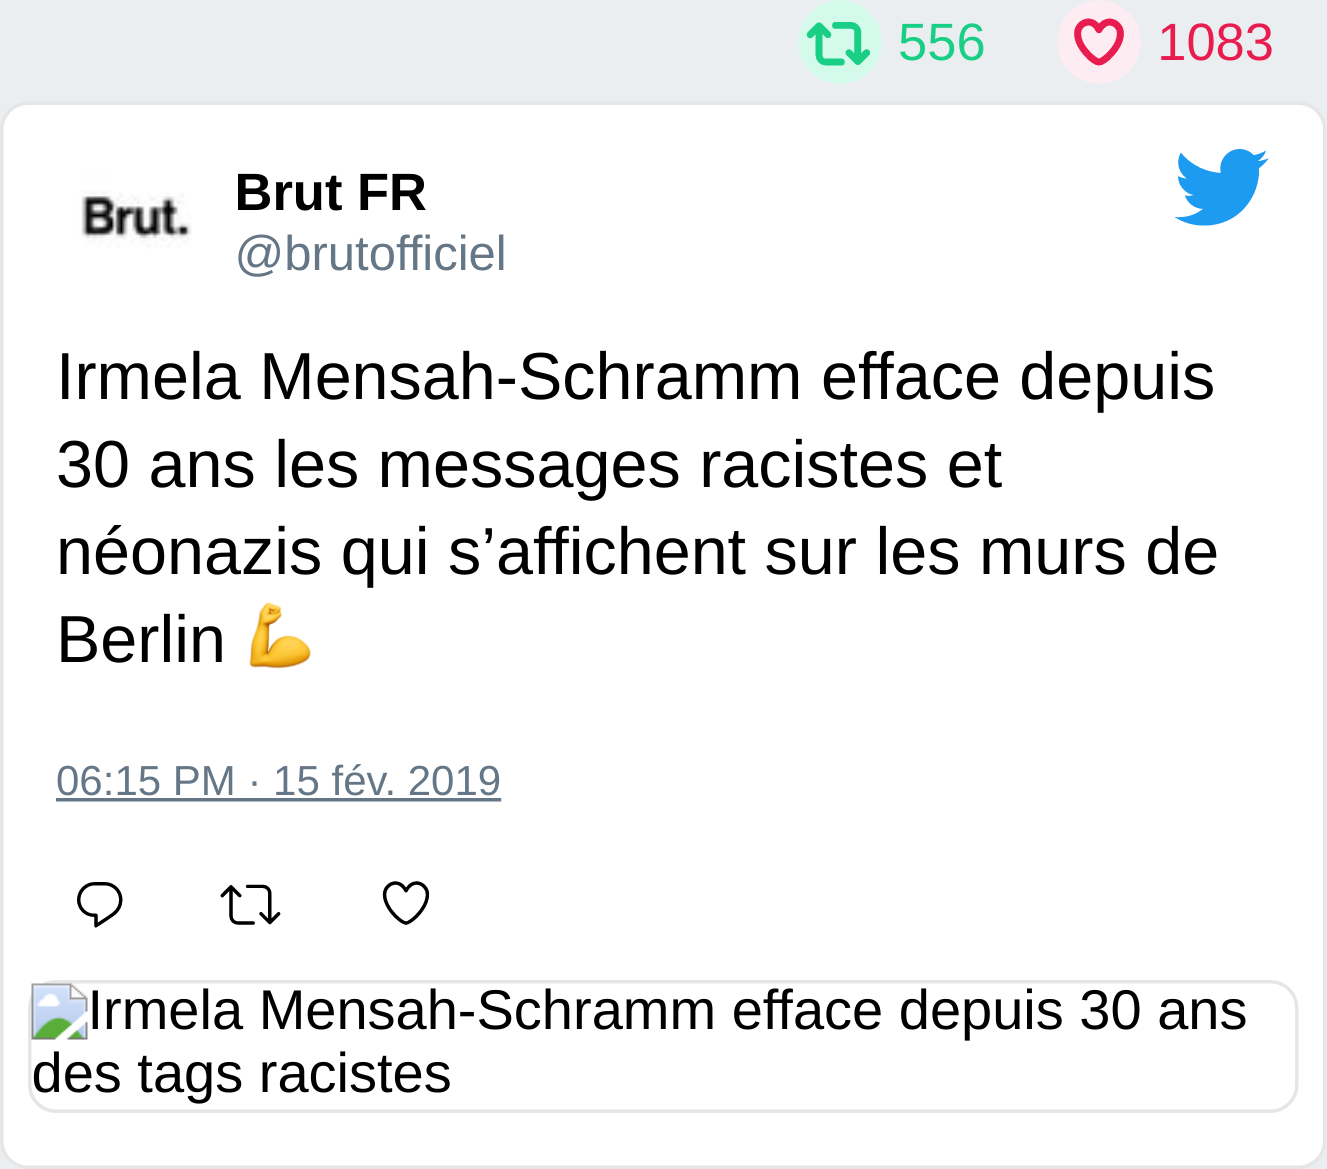 556 1083
Brut.
Brut FR
@brutofficiel
Irmela Mensah-Schramm efface depuis
30 ans les messages racistes et
néonazis qui s’affichent sur les murs de
Berlin 💪
06:15 PM · 15 fév. 2019
Irmela Mensah-Schramm efface depuis 30 ans
des tags racistes